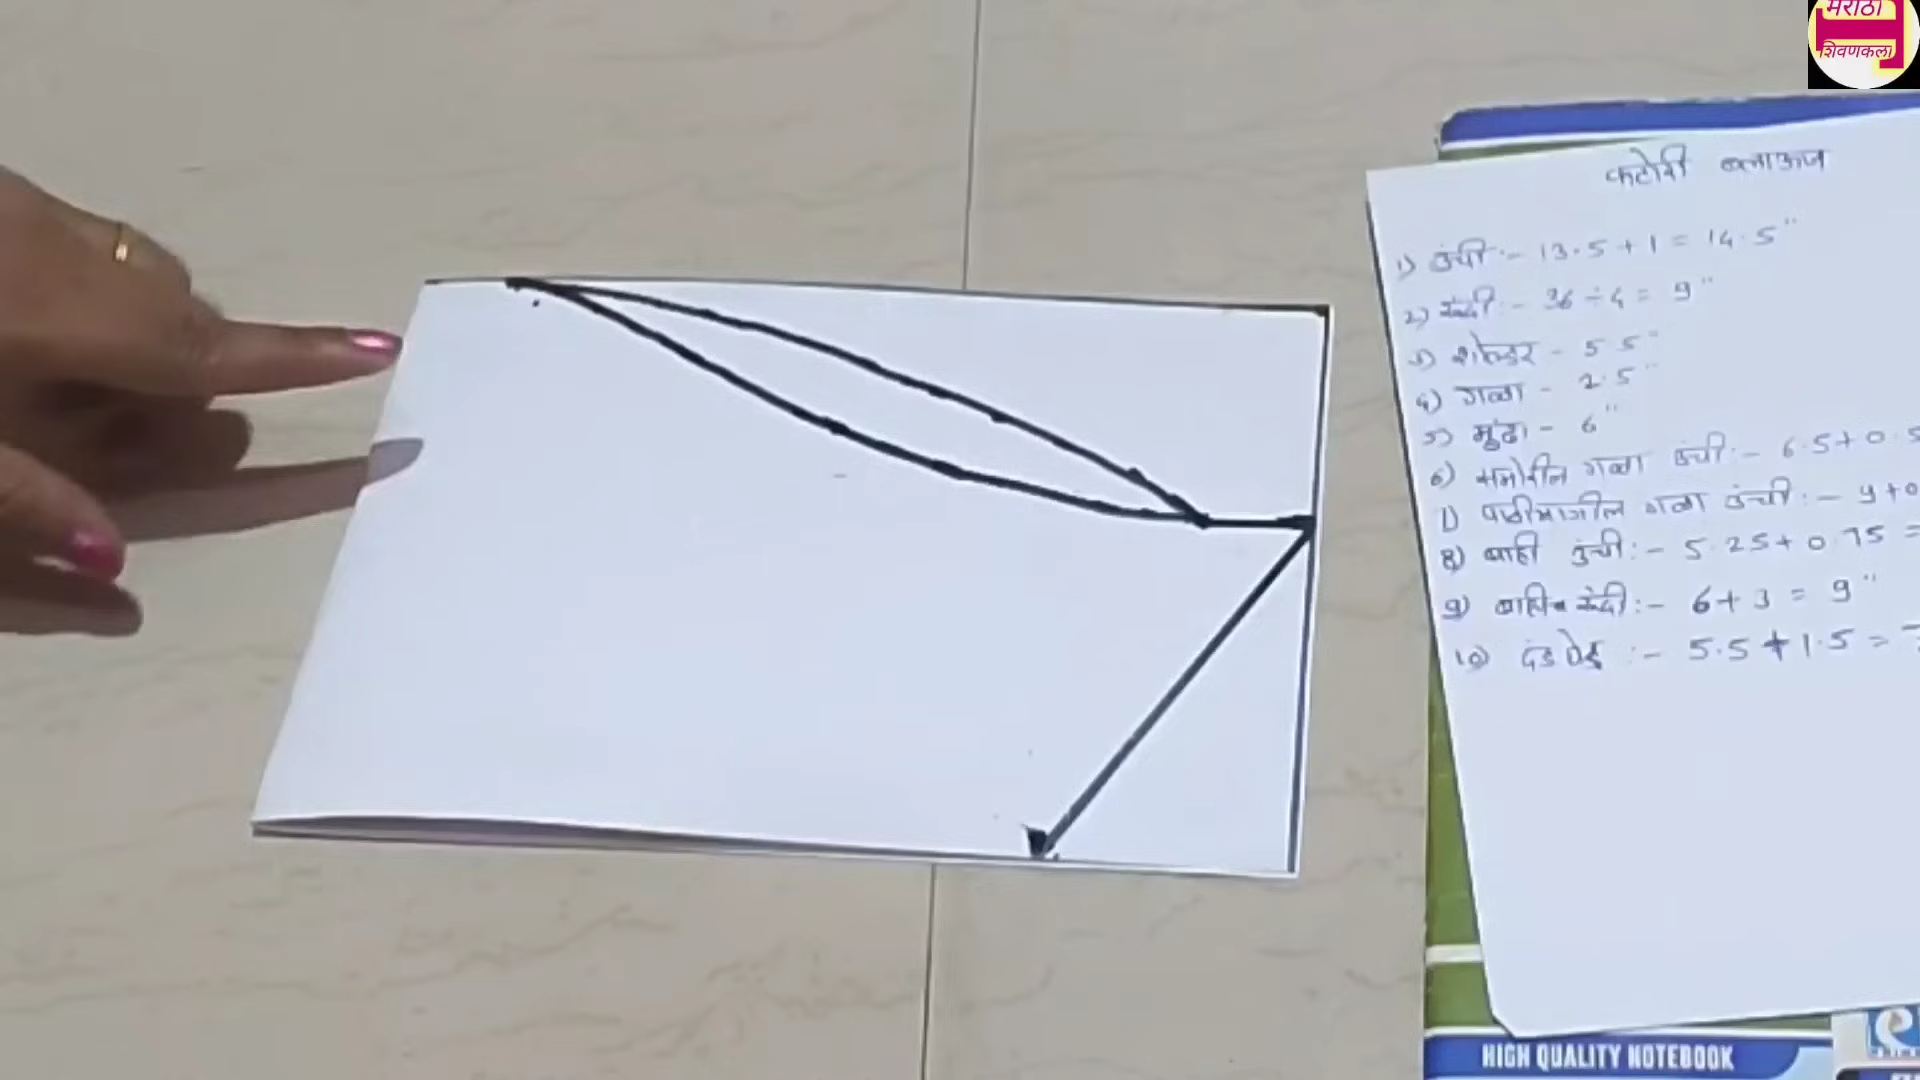 मराठी
शिवणकला
कटोरी ब्लाऊज
1) उंची :- 13.5 + 1 = 14.5"
2) रूंदी :- 36 ÷ 4 = 9"
3) शोल्डर - 5.5"
4) गळा - 2.5"
5) मुंढा - 6"
6) समोरील गळा उंची :- 6.5 + 0.5
7) पाठीमागील गळा उंची :- 9 + 0
8) बाही उंची :- 5.25 + 0.75 =
9) बाही रूंदी :- 6 + 3 = 9"
10) दंड घेर :- 5.5 + 1.5 =
HIGH QUALITY NOTEBOOK